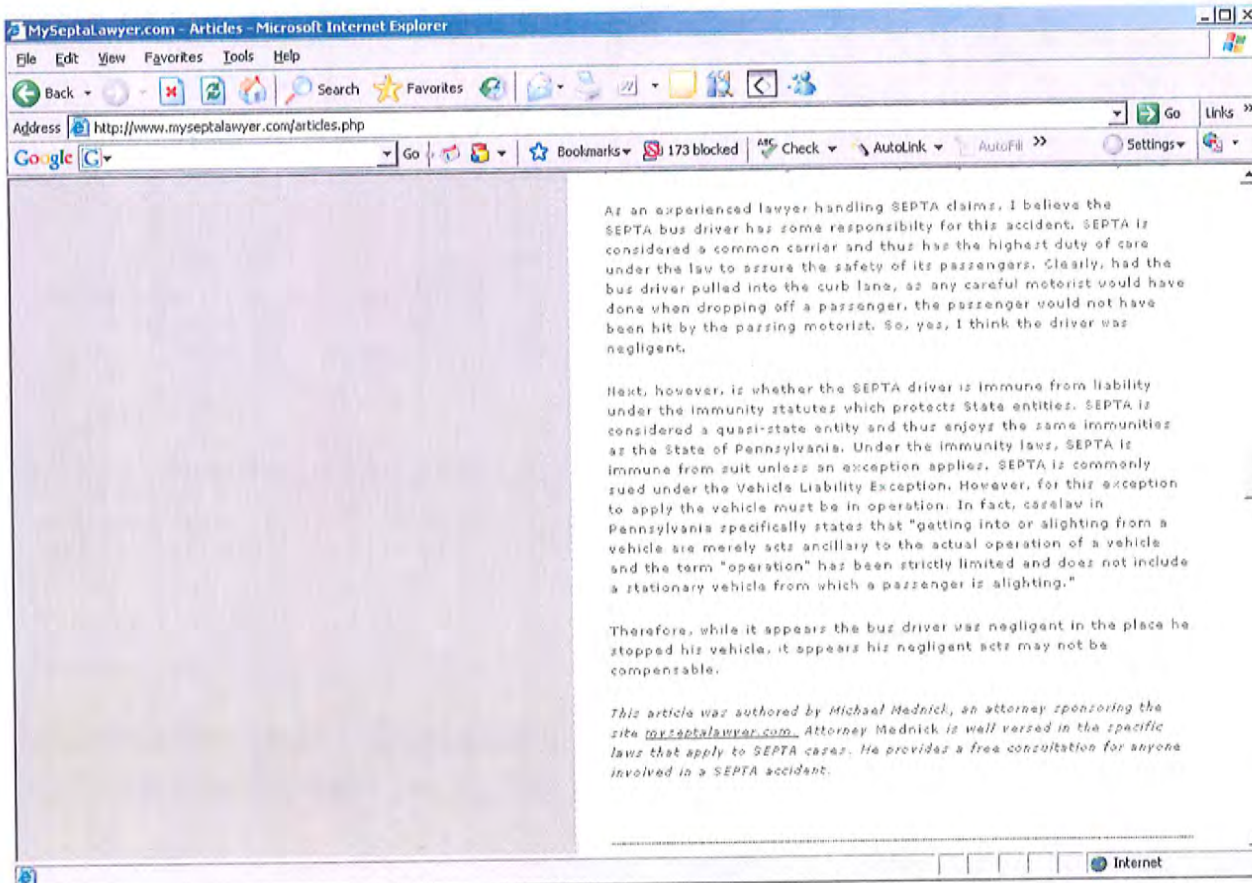 MySeptaLawyer.com - Articles - Microsoft Internet Explorer
File Edit View Favorites Tools Help
Back Search Favorites
Address http://www.myseptalawyer.com/articles.php Go Links »
Google G Go Bookmarks 173 blocked ABC Check AutoLink AutoFill » Settings
As an experienced lawyer handling SEPTA claims, I believe the
SEPTA bus driver has some responsibilty for this accident. SEPTA is
considered a common carrier and thus has the highest duty of care
under the law to assure the safety of its passengers. Clearly, had the
bus driver pulled into the curb lane, as any careful motorist would have
done when dropping off a passenger, the passenger would not have
been hit by the passing motorist. So, yes, I think the driver was
negligent.
Next, however, is whether the SEPTA driver is immune from liability
under the immunity statutes which protects State entities. SEPTA is
considered a quasi-state entity and thus enjoys the same immunities
as the State of Pennsylvania. Under the immunity laws, SEPTA is
immune from suit unless an exception applies. SEPTA is commonly
sued under the Vehicle Liability Exception. However, for this exception
to apply the vehicle must be in operation. In fact, caselaw in
Pennsylvania specifically states that "getting into or alighting from a
vehicle are merely acts ancillary to the actual operation of a vehicle
and the term "operation" has been strictly limited and does not include
a stationary vehicle from which a passenger is alighting."
Therefore, while it appears the bus driver was negligent in the place he
stopped his vehicle, it appears his negligent acts may not be
compensable.
This article was authored by Michael Mednick, an attorney sponsoring the
site myseptalawyer.com. Attorney Mednick is well versed in the specific
laws that apply to SEPTA cases. He provides a free consultation for anyone
involved in a SEPTA accident.
Internet